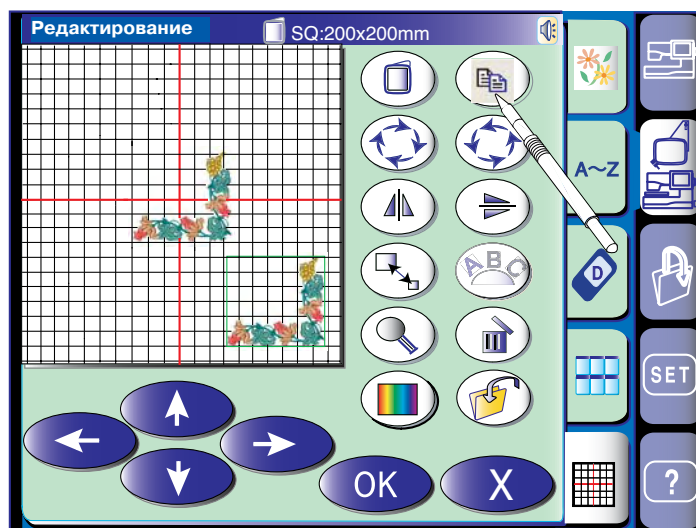 Редактирование
SQ:200x200mm
A~Z
ABC
D
SET
?
OK
X